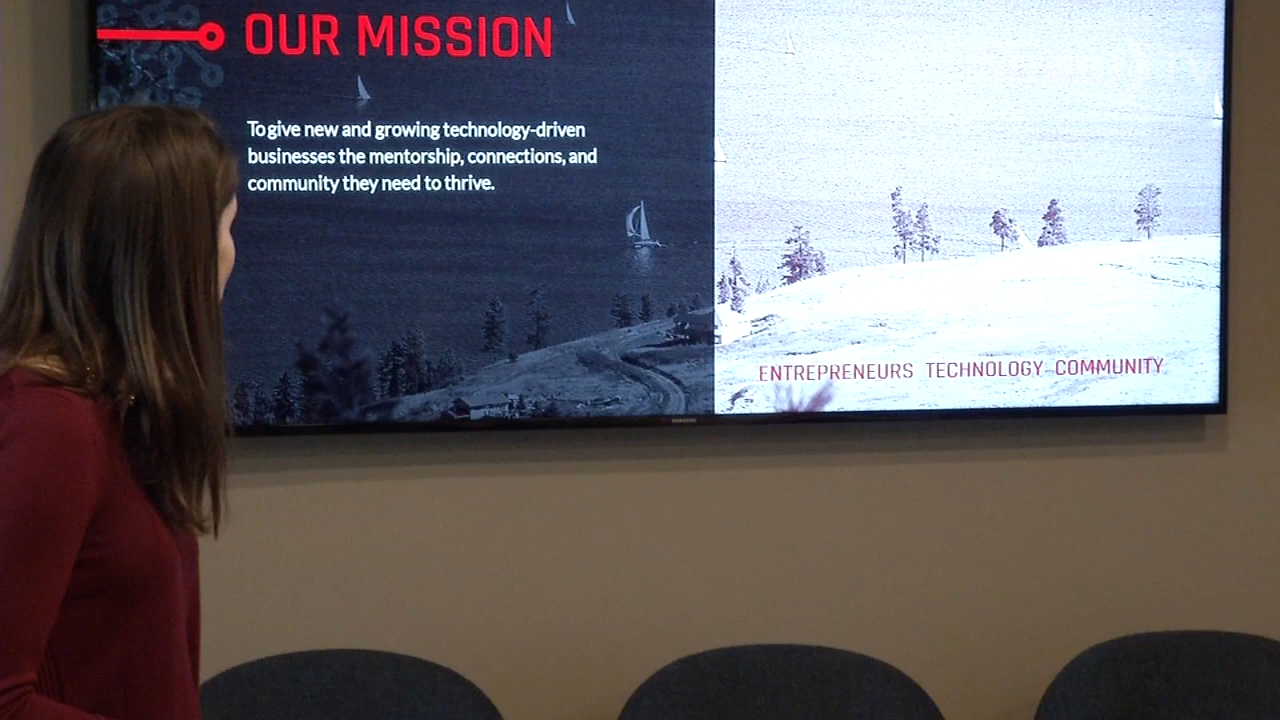 OUR MISSION
To give new and growing technology-driven
businesses the mentorship, connections, and
community they need to thrive.
ENTREPRENEURS TECHNOLOGY COMMUNITY
SAMSUNG